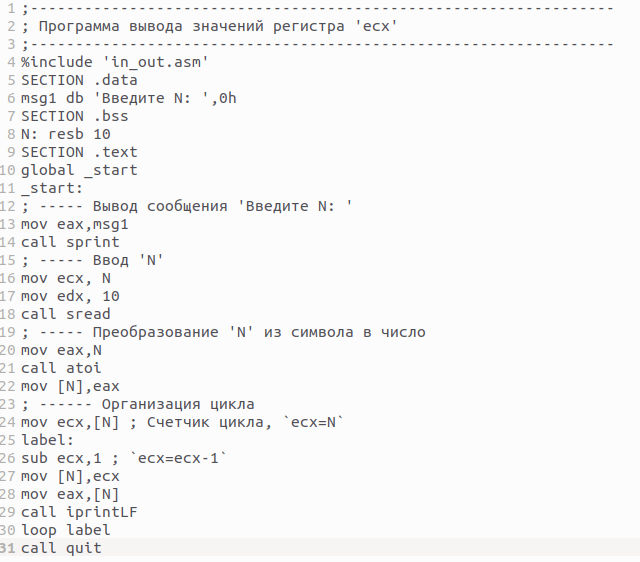 1 ;-----------------------------------------------------------------
2 ; Программа вывода значений регистра 'ecx'
3 ;-----------------------------------------------------------------
4 %include 'in_out.asm'
5 SECTION .data
6 msg1 db 'Введите N: ',0h
7 SECTION .bss
8 N: resb 10
9 SECTION .text
10 global _start
11 _start:
12 ; ----- Вывод сообщения 'Введите N: '
13 mov eax,msg1
14 call sprint
15 ; ----- Ввод 'N'
16 mov ecx, N
17 mov edx, 10
18 call sread
19 ; ----- Преобразование 'N' из символа в число
20 mov eax,N
21 call atoi
22 mov [N],eax
23 ; ------ Организация цикла
24 mov ecx,[N] ; Счетчик цикла, `ecx=N`
25 label:
26 sub ecx,1 ; `ecx=ecx-1`
27 mov [N],ecx
28 mov eax,[N]
29 call iprintLF
30 loop label
31 call quit